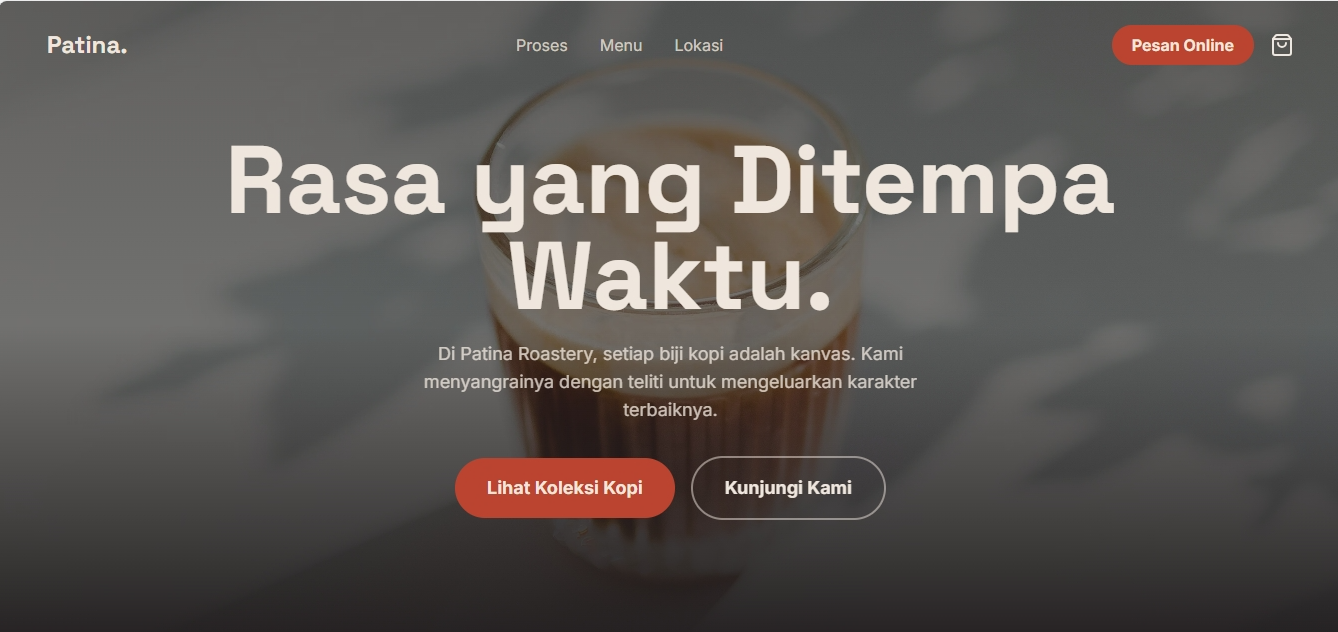 Patina.
Proses
Menu
Lokasi
Pesan Online
Rasa yang Ditempa
Waktu.
Di Patina Roastery, setiap biji kopi adalah kanvas. Kami
menyangrainya dengan teliti untuk mengeluarkan karakter
terbaiknya.
Lihat Koleksi Kopi
Kunjungi Kami